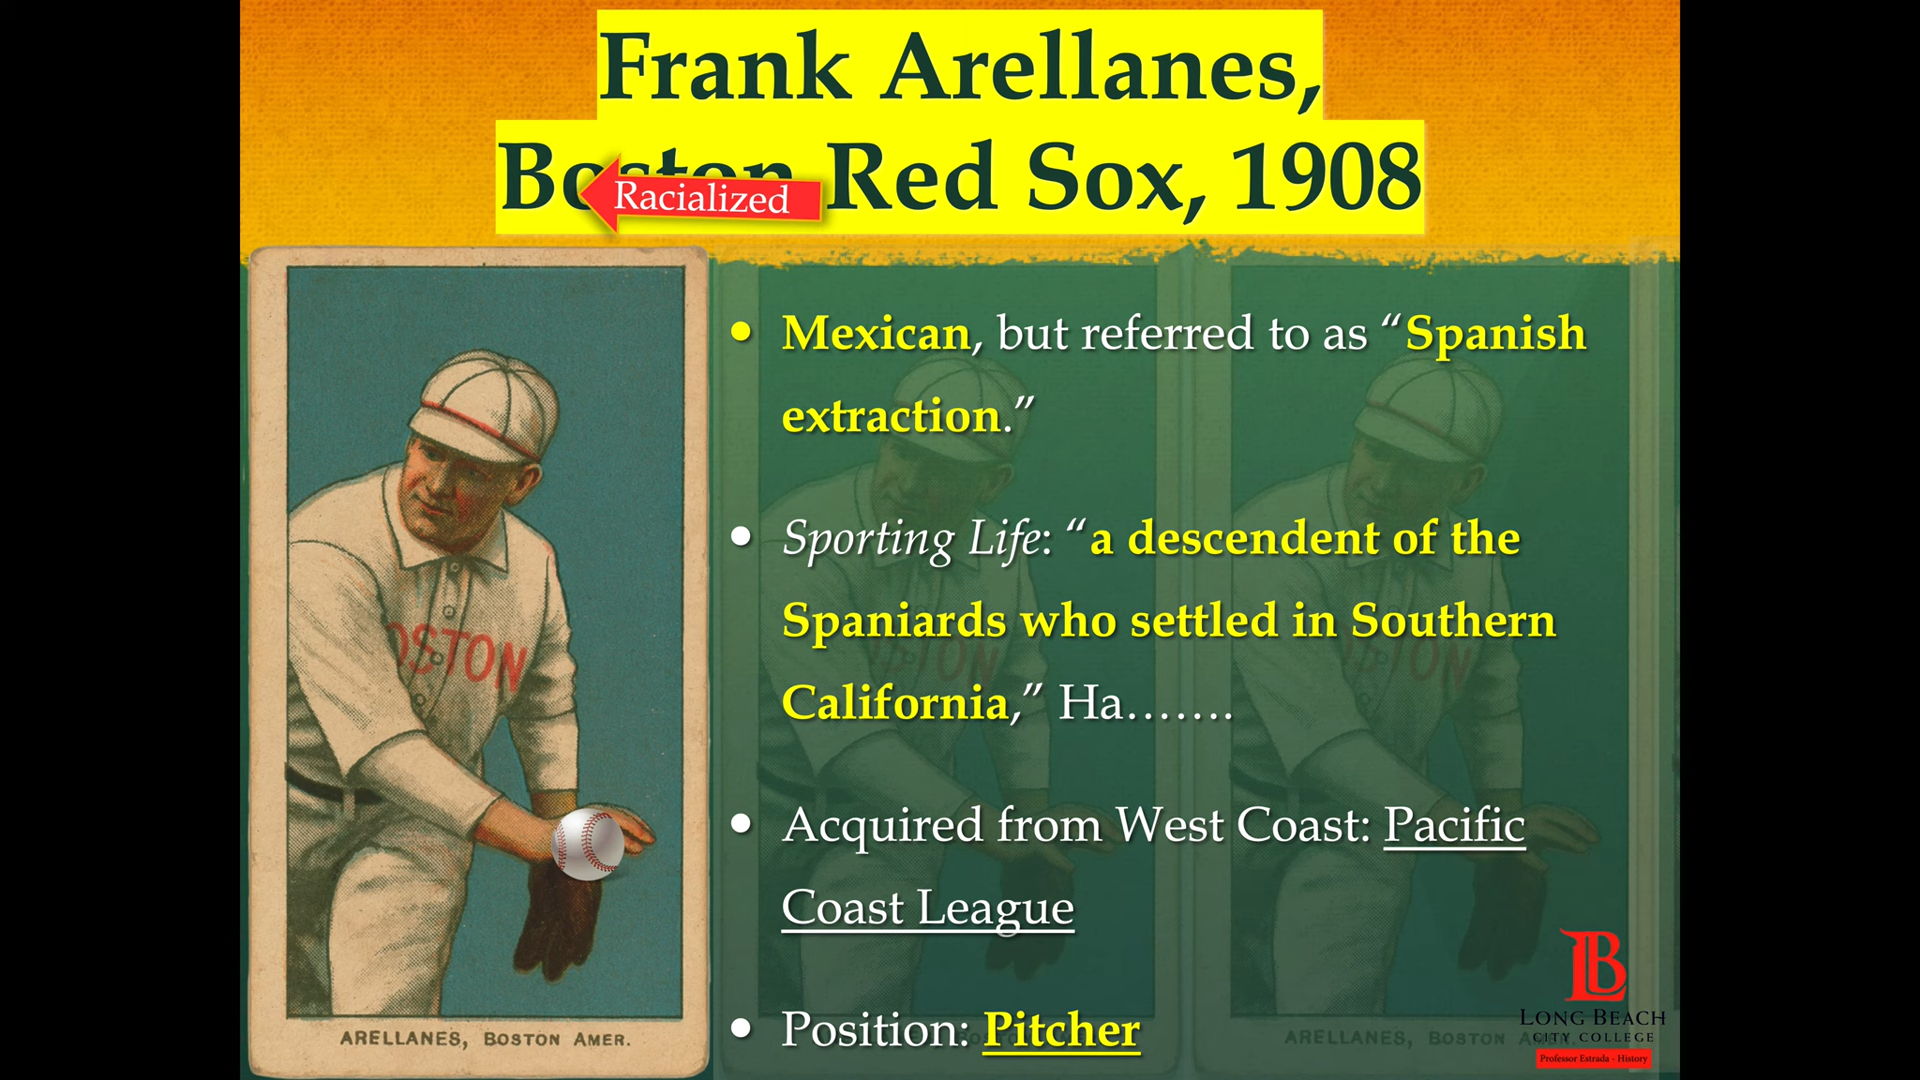 Frank Arellanes,
Boston Red Sox, 1908
Racialized
• Mexican, but referred to as “Spanish
extraction.”
• Sporting Life: “a descendent of the
Spaniards who settled in Southern
California,” Ha…….
• Acquired from West Coast: Pacific
Coast League
• Position: Pitcher
OSTON
ARELLANES, BOSTON AMER.
ARELLANES, BOSTON AMER.
LB
LONG BEACH
CITY COLLEGE
Professor Estrada - History